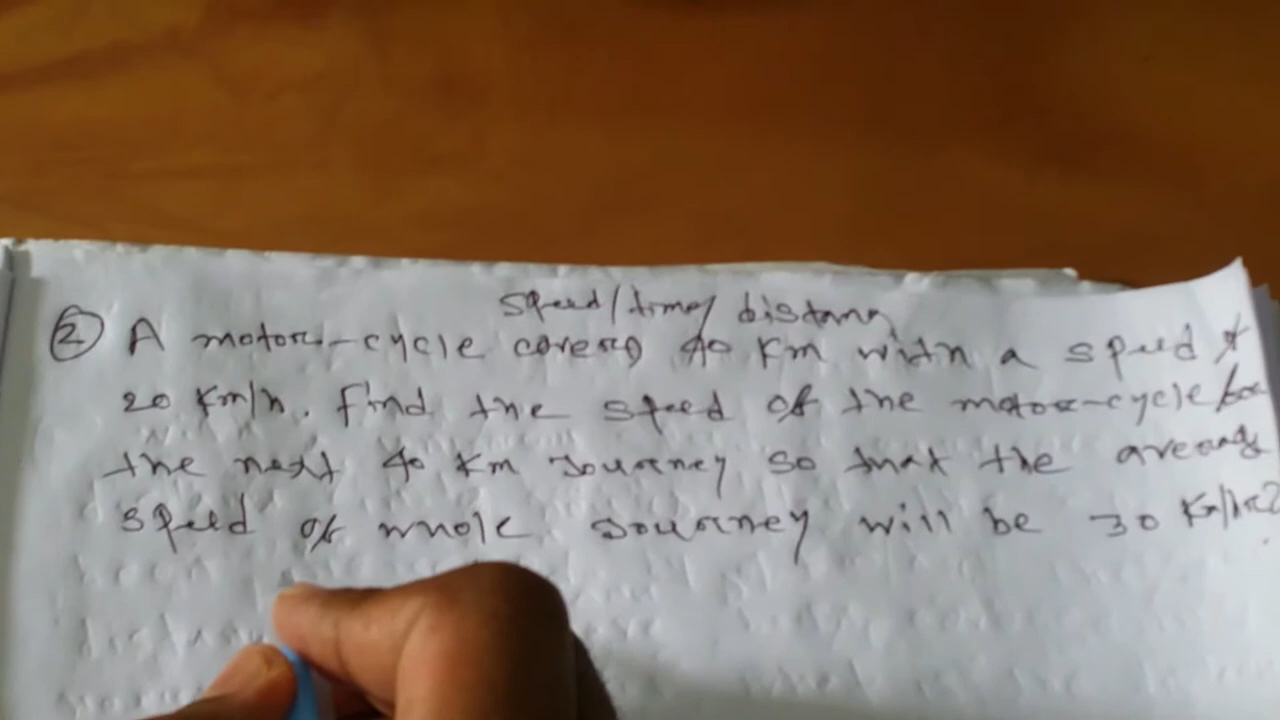 Speed/time/distanc
② A motor-cycle covers 40 Km with a speed of
20 Km/h. find the speed of the motor-cycle for
the next 40 Km Journey so that the average
speed of whole Journey will be 30 Km/hr?